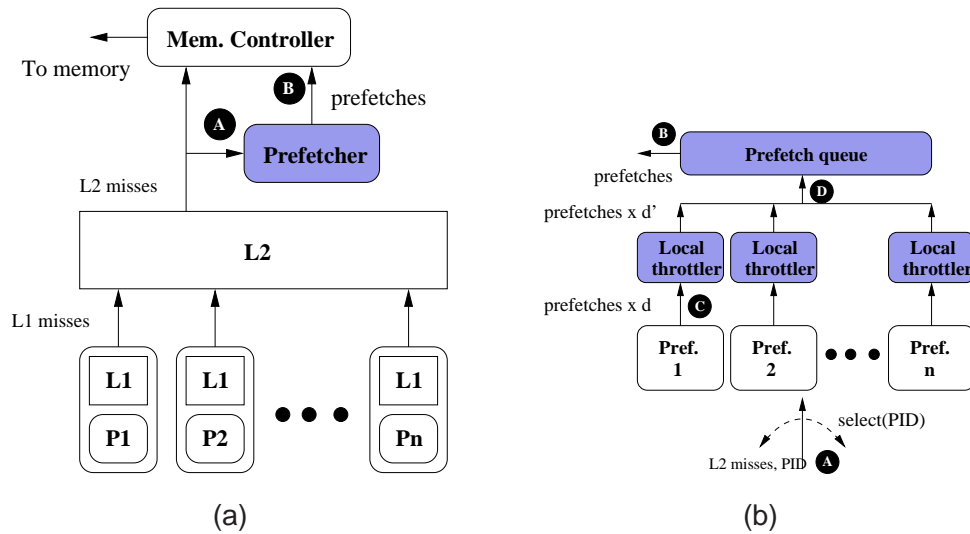 Mem. Controller
To memory
B
prefetches
A
Prefetcher
L2 misses
L2
L1 misses
L1
L1
L1
P1
P2
Pn
(a)
B
Prefetch queue
prefetches
D
prefetches x d'
Local
throttler
Local
throttler
Local
throttler
prefetches x d
C
Pref.
1
Pref.
2
Pref.
n
select(PID)
L2 misses, PID
A
(b)